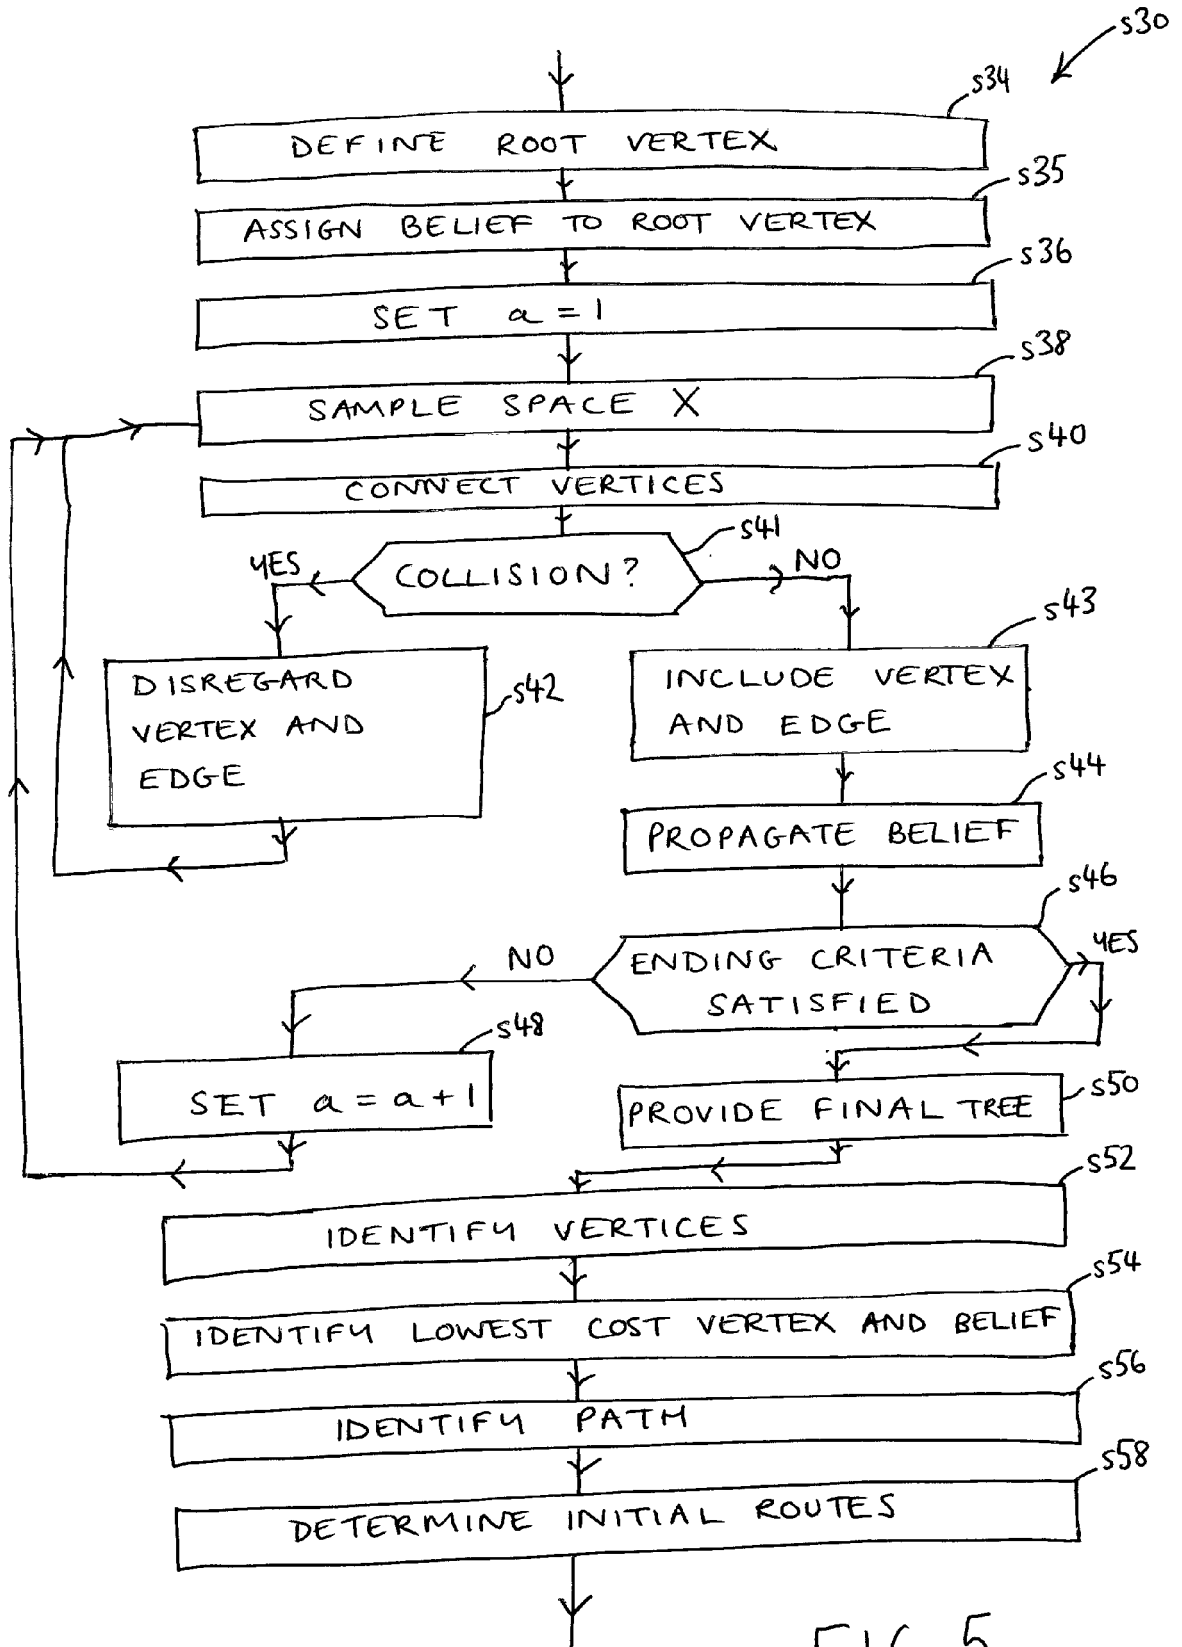 s30
s34
DEFINE ROOT VERTEX
s35
ASSIGN BELIEF TO ROOT VERTEX
s36
SET a = 1
s38
SAMPLE SPACE X
s40
CONNECT VERTICES
s41
YES
COLLISION?
NO
s43
DISREGARD
VERTEX AND
EDGE
s42
INCLUDE VERTEX
AND EDGE
s44
PROPAGATE BELIEF
s46
NO
ENDING CRITERIA
SATISFIED
YES
s48
SET a = a + 1
s50
PROVIDE FINAL TREE
s52
IDENTIFY VERTICES
s54
IDENTIFY LOWEST COST VERTEX AND BELIEF
s56
IDENTIFY PATH
s58
DETERMINE INITIAL ROUTES
FIG. 5